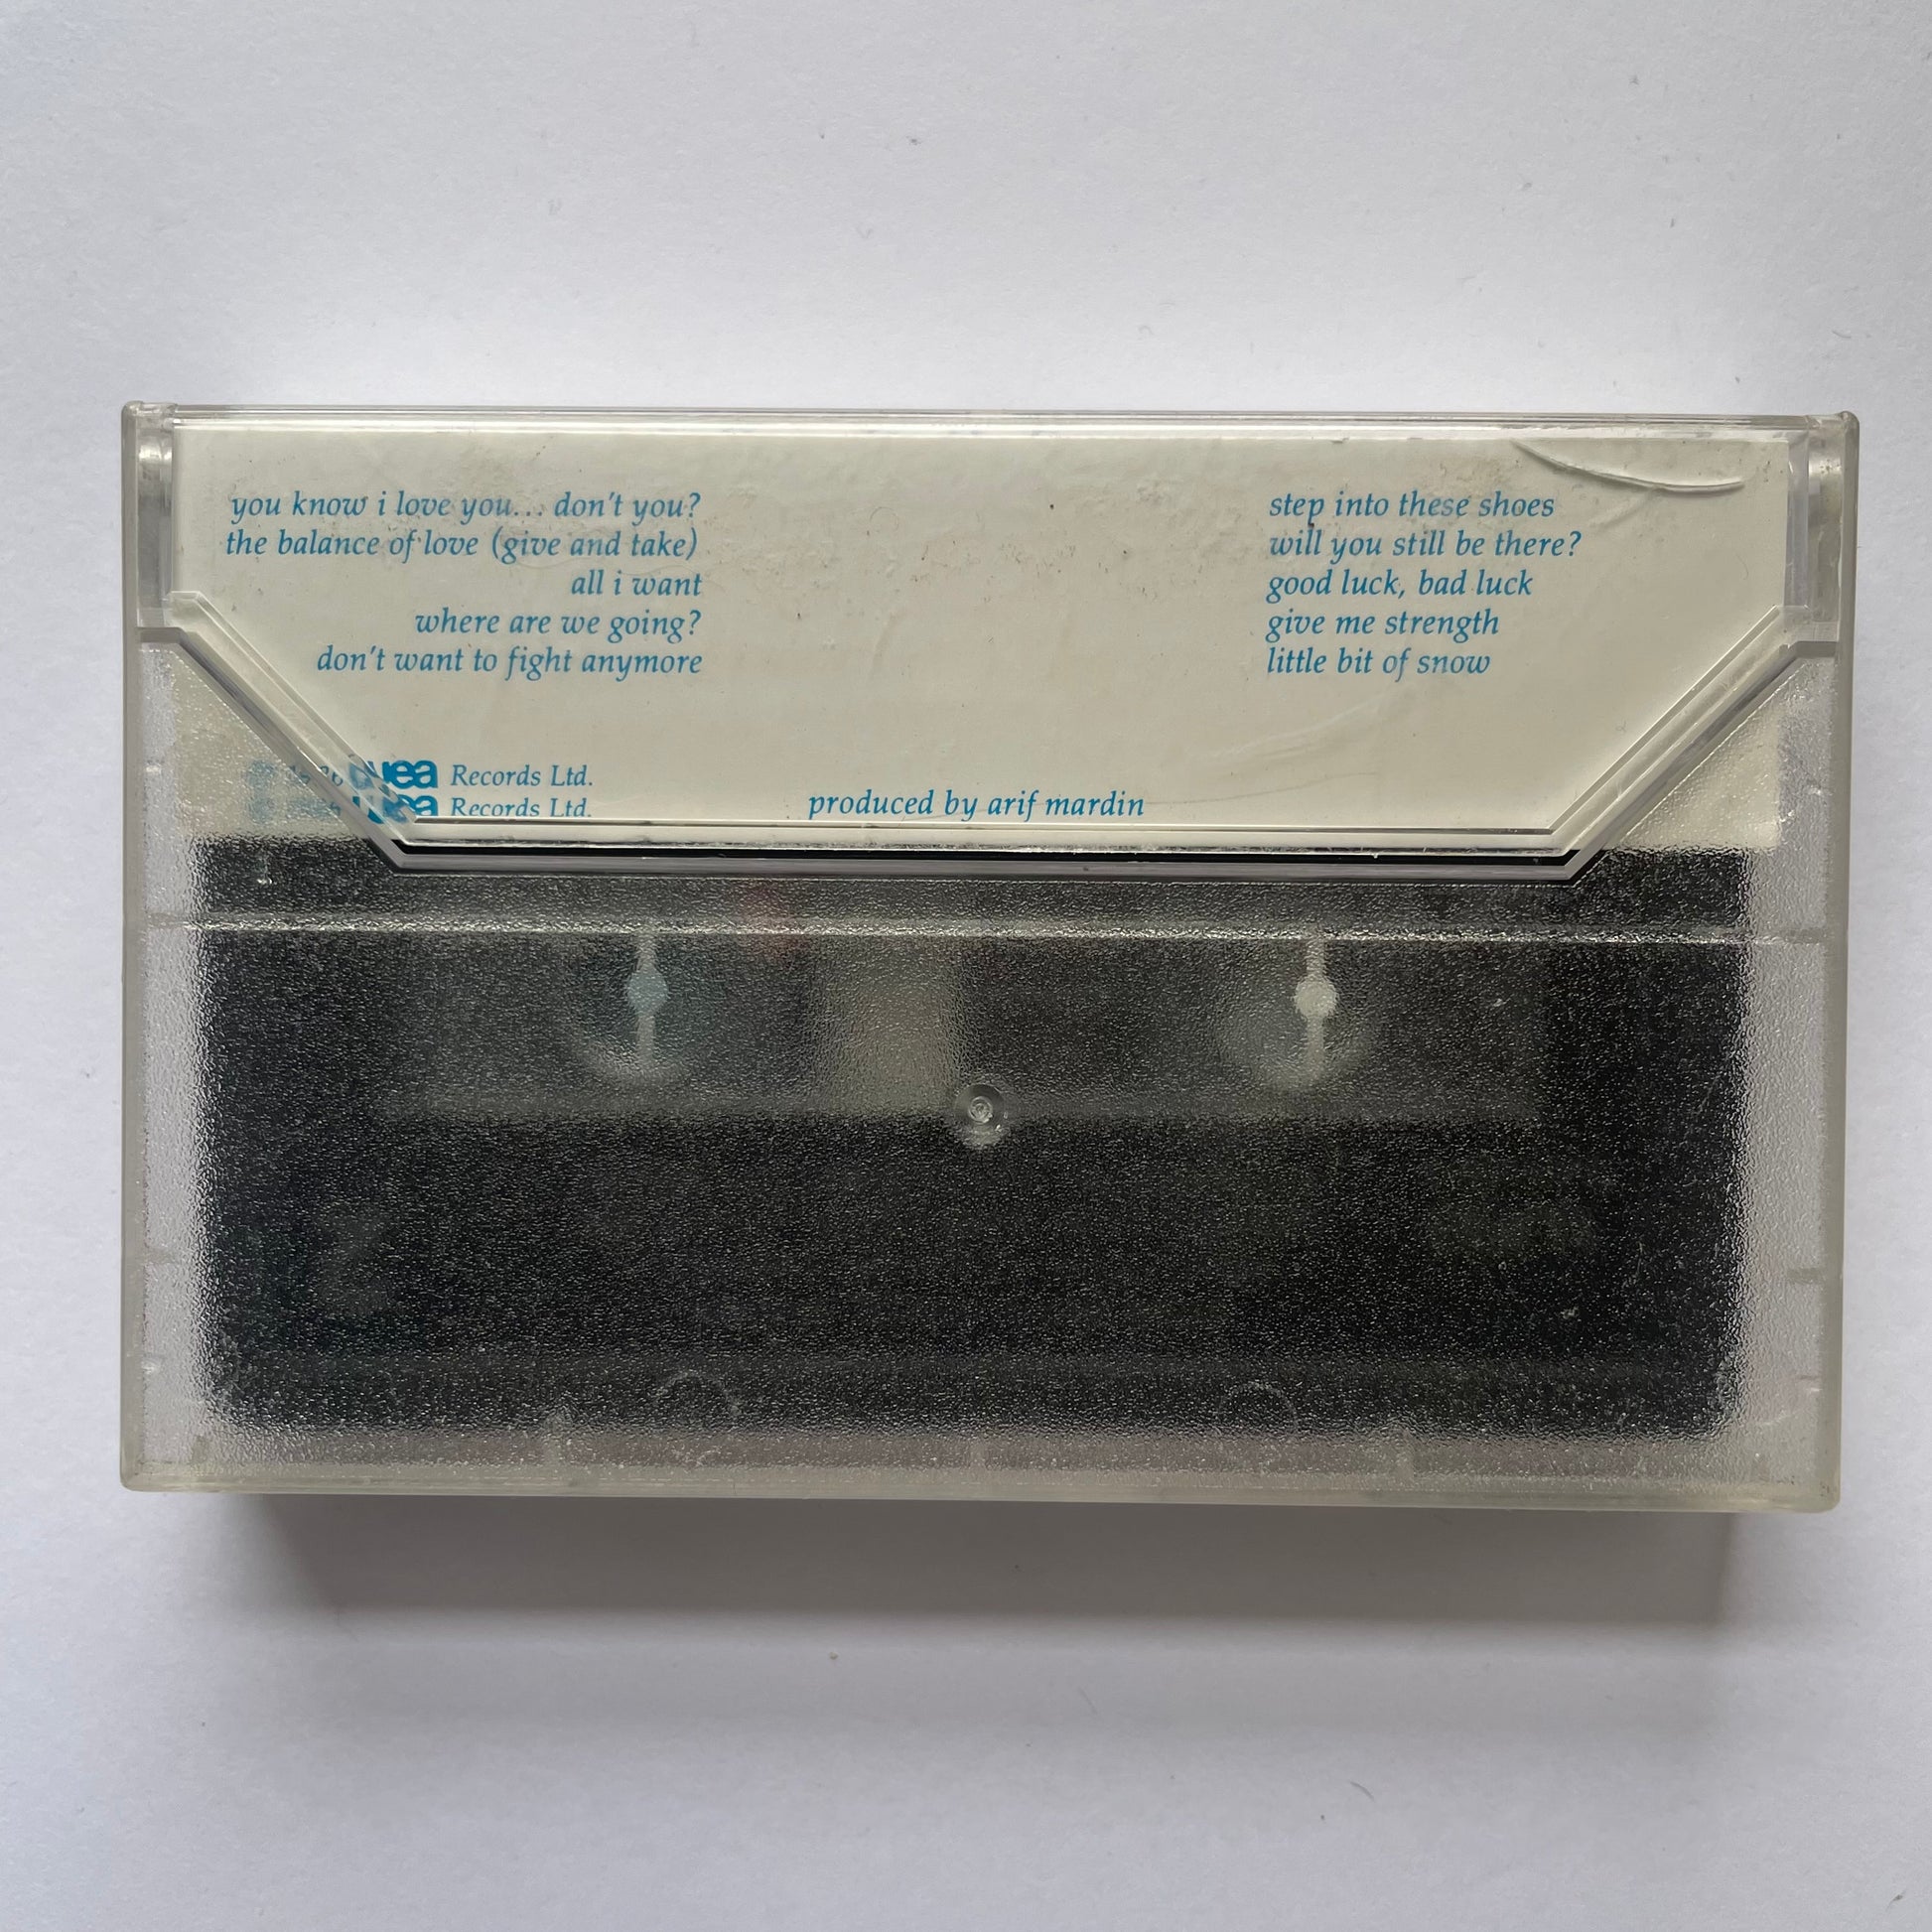 you know i love you... don't you?
the balance of love (give and take)
all i want
where are we going?
don't want to fight anymore
step into these shoes
will you still be there?
good luck, bad luck
give me strength
little bit of snow
wea Records Ltd.
wea Records Ltd.
produced by arif mardin